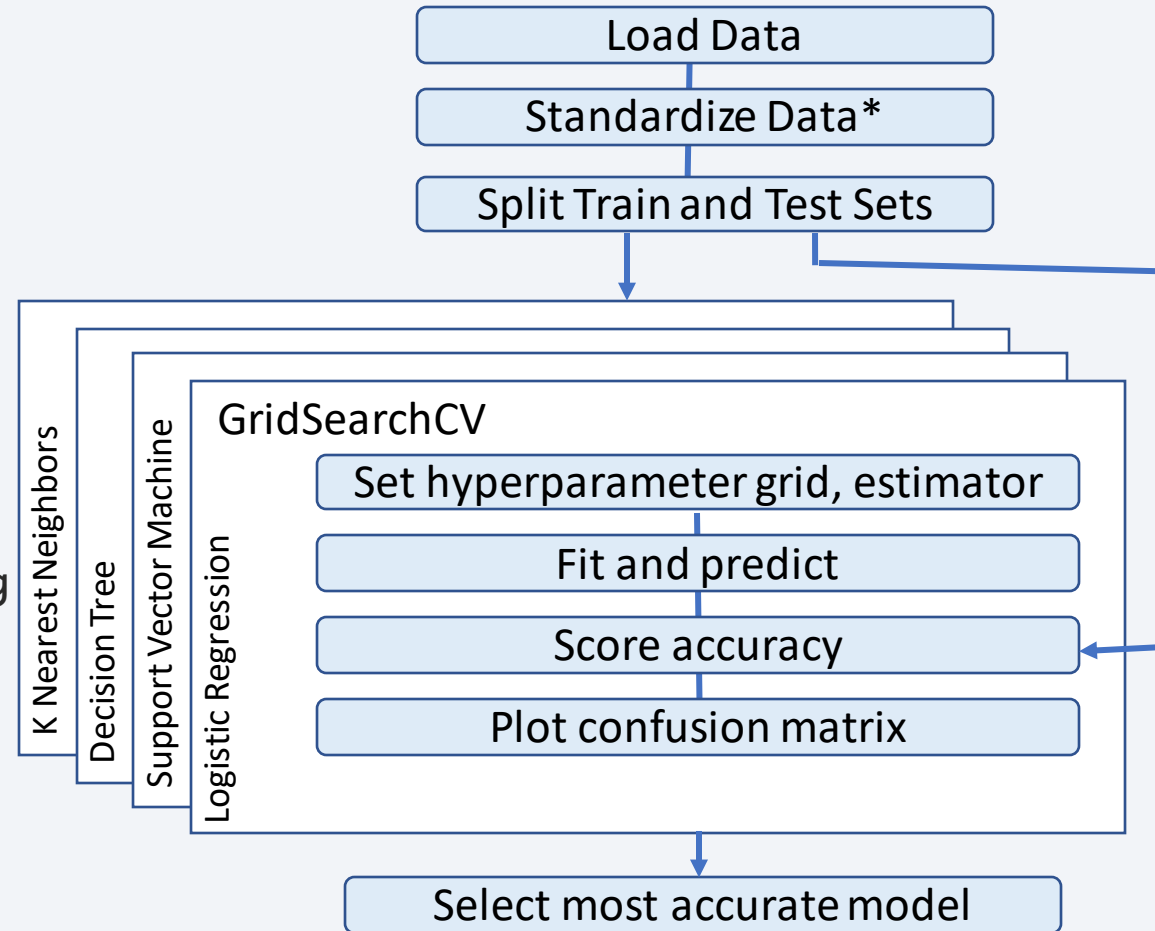 Load Data
Standardize Data*
Split Train and Test Sets
K Nearest Neighbors
Decision Tree
Support Vector Machine
Logistic Regression
GridSearchCV
Set hyperparameter grid, estimator
Fit and predict
Score accuracy
Plot confusion matrix
g
Select most accurate model